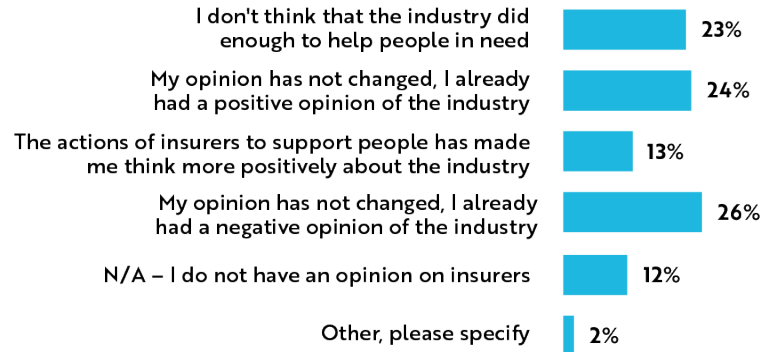 I don't think that the industry did
enough to help people in need
23%
My opinion has not changed, I already
had a positive opinion of the industry
24%
The actions of insurers to support people has made
me think more positively about the industry
13%
My opinion has not changed, I already
had a negative opinion of the industry
26%
N/A – I do not have an opinion on insurers
12%
Other, please specify
2%